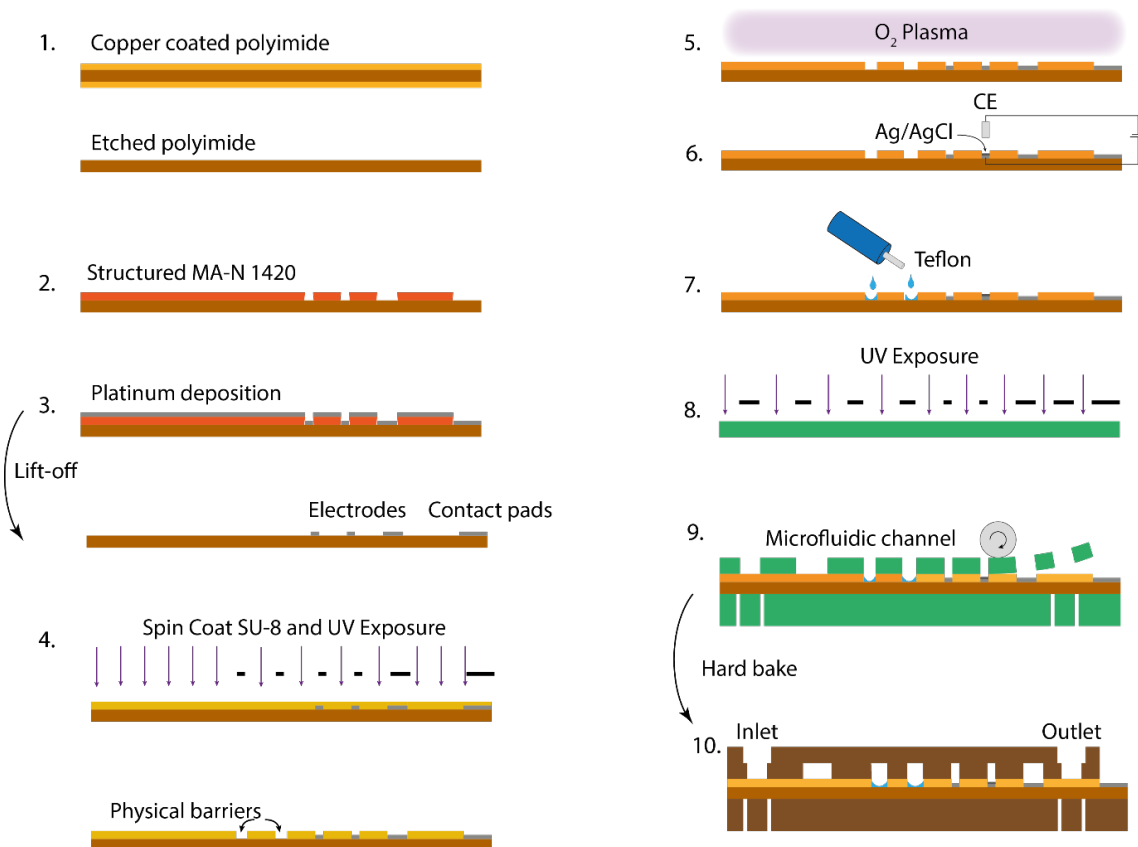 1.
Copper coated polyimide
Etched polyimide
2.
Structured MA-N 1420
3.
Platinum deposition
Lift-off
Electrodes
Contact pads
4.
Spin Coat SU-8 and UV Exposure
Physical barriers
5.
O2 Plasma
6.
CE
Ag/AgCl
7.
Teflon
8.
UV Exposure
9.
Microfluidic channel
Hard bake
10.
Inlet
Outlet